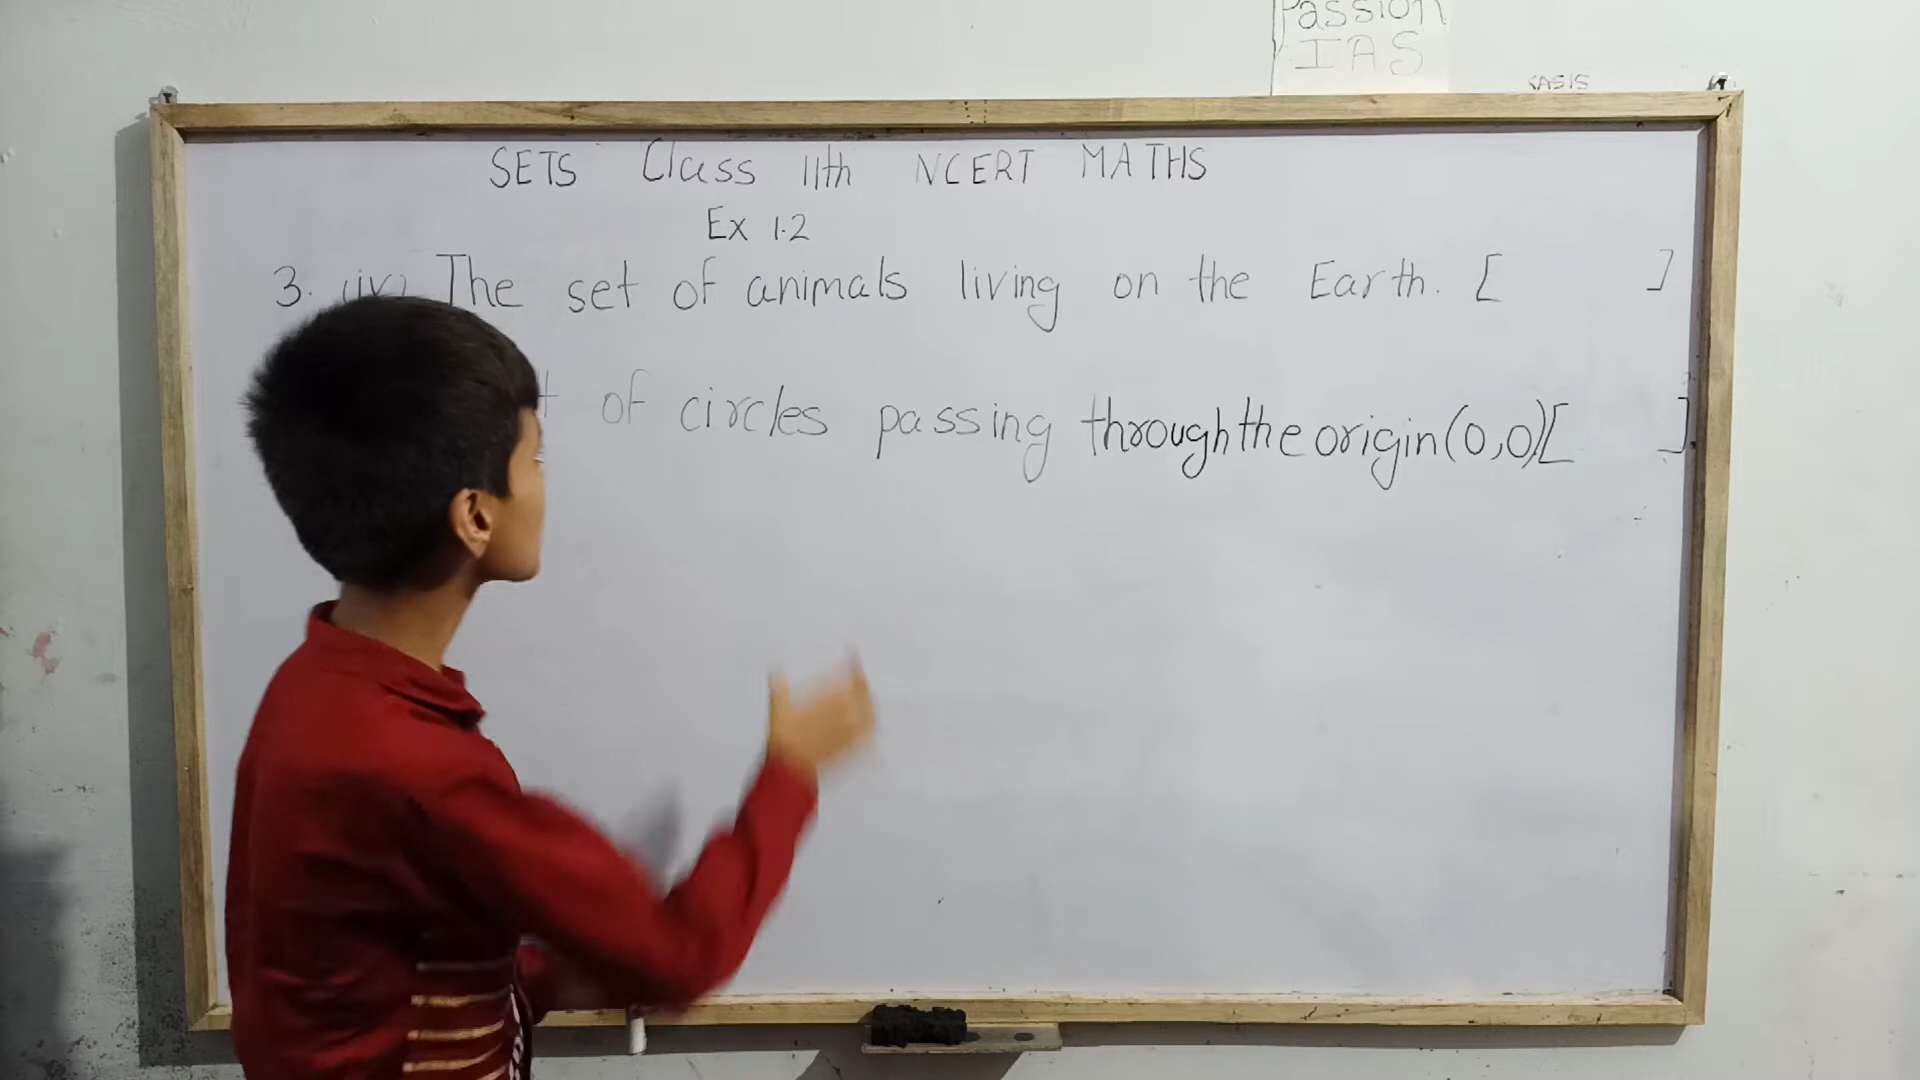 Passion
IAS
SETS Class 11th NCERT MATHS
Ex 1.2
3. (iv) The set of animals living on the Earth. [ ]
of circles passing through the origin (0,0) [ ]